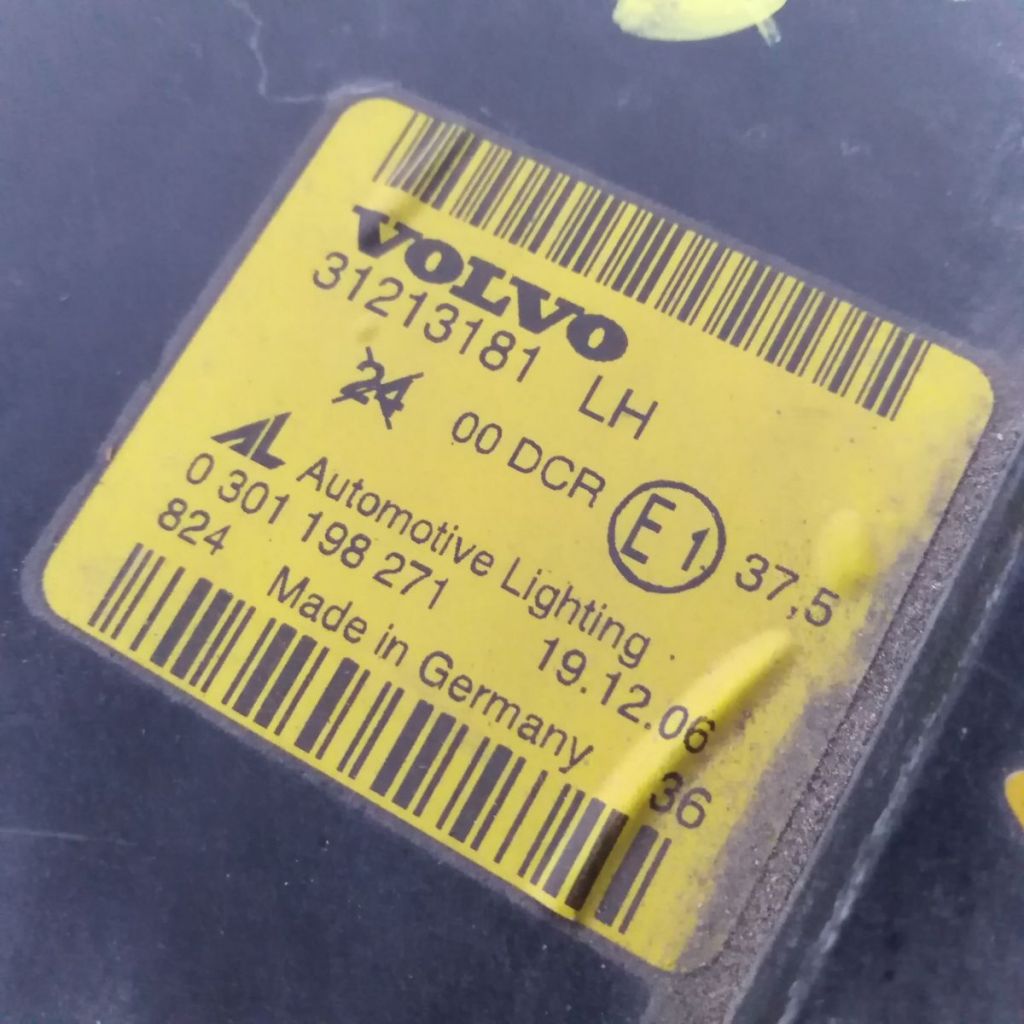 VOLVO
31213181 LH
24 00 DCR E1 37,5
AL Automotive Lighting
0 301 198 271 19.12.06
824 Made in Germany 36